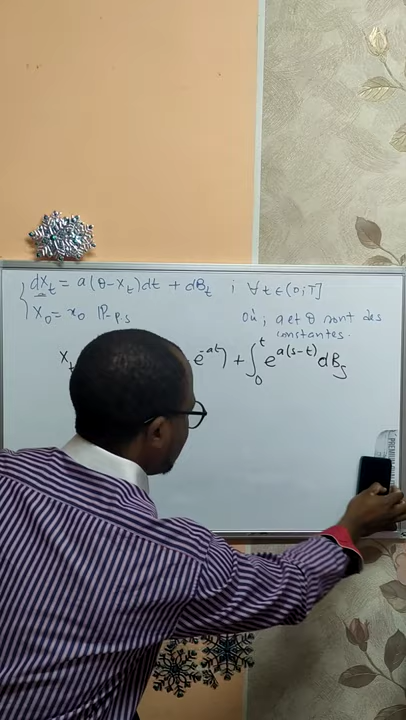 dX_t = a(θ-X_t)dt + dB_t ; ∀ t ∈ (0,T]
X_0 = x_0 P-p.s
où, a et θ sont des
constantes.
X_t e^{-at}) + ∫_0^t e^{a(s-t)} dB_s